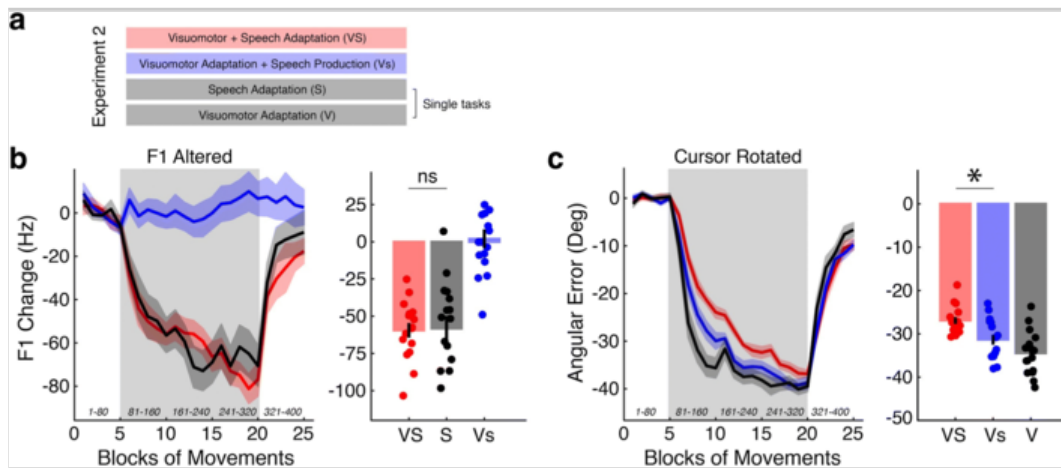 a
Experiment 2
Visuomotor + Speech Adaptation (VS)
Visuomotor Adaptation + Speech Production (Vs)
Speech Adaptation (S)
Visuomotor Adaptation (V)
Single tasks
b
F1 Altered
F1 Change (Hz)
20
0
-20
-40
-60
-80
1-80
81-160
161-240
241-320
321-400
0 5 10 15 20 25
Blocks of Movements
ns
25
0
-25
-50
-75
-100
VS S Vs
c
Cursor Rotated
Angular Error (Deg)
0
-10
-20
-30
-40
1-80
81-160
161-240
241-320
321-400
0 5 10 15 20 25
Blocks of Movements
*
0
-10
-20
-30
-40
-50
VS Vs V